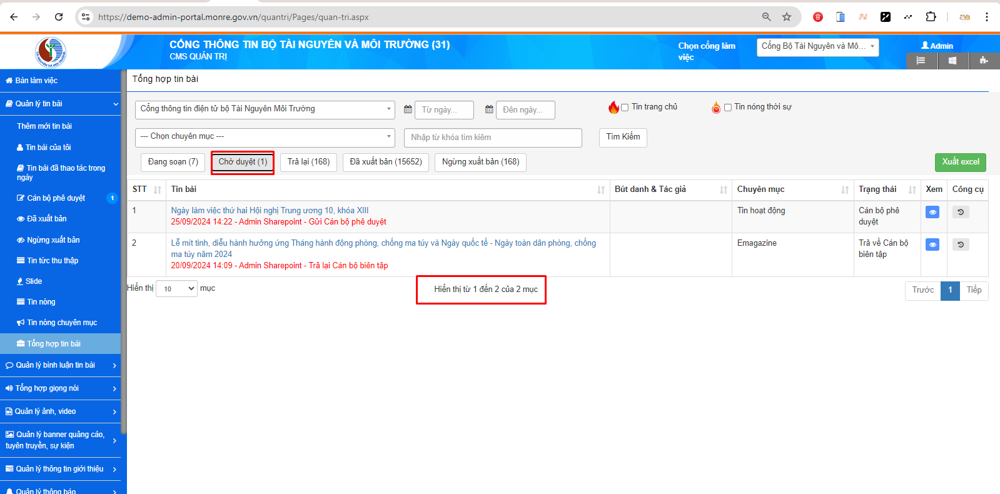 https://demo-admin-portal.monre.gov.vn/quantri/Pages/quan-tri.aspx
CỔNG THÔNG TIN BỘ TÀI NGUYÊN VÀ MÔI TRƯỜNG (31)
CMS QUẢN TRỊ
Chọn cổng làm việc
Cổng Bộ Tài Nguyên và Mô...
Admin
Bàn làm việc
Quản lý tin bài
Thêm mới tin bài
Tin bài của tôi
Tin bài đã thao tác trong
ngày
Cán bộ phê duyệt 1
Đã xuất bản
Ngừng xuất bản
Tin tức thu thập
Slide
Tin nóng
Tin nóng chuyên mục
Tổng hợp tin bài
Quản lý bình luận tin bài
Tổng hợp giọng nói
Quản lý ảnh, video
Quản lý banner quảng cáo,
tuyên truyền, sự kiện
Quản lý thông tin giới thiệu
Quản lý thông báo
Tổng hợp tin bài
Cổng thông tin điện tử bộ Tài Nguyên Môi Trường
Từ ngày...
Đến ngày...
Tin trang chủ
Tin nóng thời sự
--- Chọn chuyên mục ---
Nhập từ khóa tìm kiếm
Tìm Kiếm
Đang soạn (7)
Chờ duyệt (1)
Trả lại (168)
Đã xuất bản (15652)
Ngừng xuất bản (168)
Xuất excel
STT Tin bài Bút danh & Tác giả Chuyên mục Trạng thái Xem Công cụ
1
Ngày làm việc thứ hai Hội nghị Trung ương 10, khóa XIII
25/09/2024 14:22 - Admin Sharepoint - Gửi Cán bộ phê duyệt
Tin hoạt động
Cán bộ phê
duyệt
2
Lễ mít tinh, diễu hành hưởng ứng Tháng hành động phòng, chống ma túy và Ngày quốc tế - Ngày toàn dân phòng, chống
ma túy năm 2024
20/09/2024 14:09 - Admin Sharepoint - Trả lại Cán bộ biên tập
Emagazine
Trả về Cán bộ
biên tập
Hiển thị 10 mục
Hiển thị từ 1 đến 2 của 2 mục
Trước 1 Tiếp